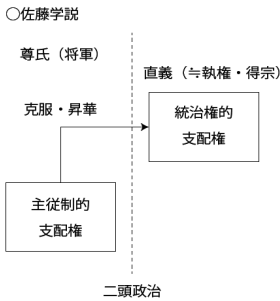 ○佐藤学説
尊氏（将軍）
直義（≒執権・得宗）
克服・昇華
統治権的
支配権
主従制的
支配権
二頭政治